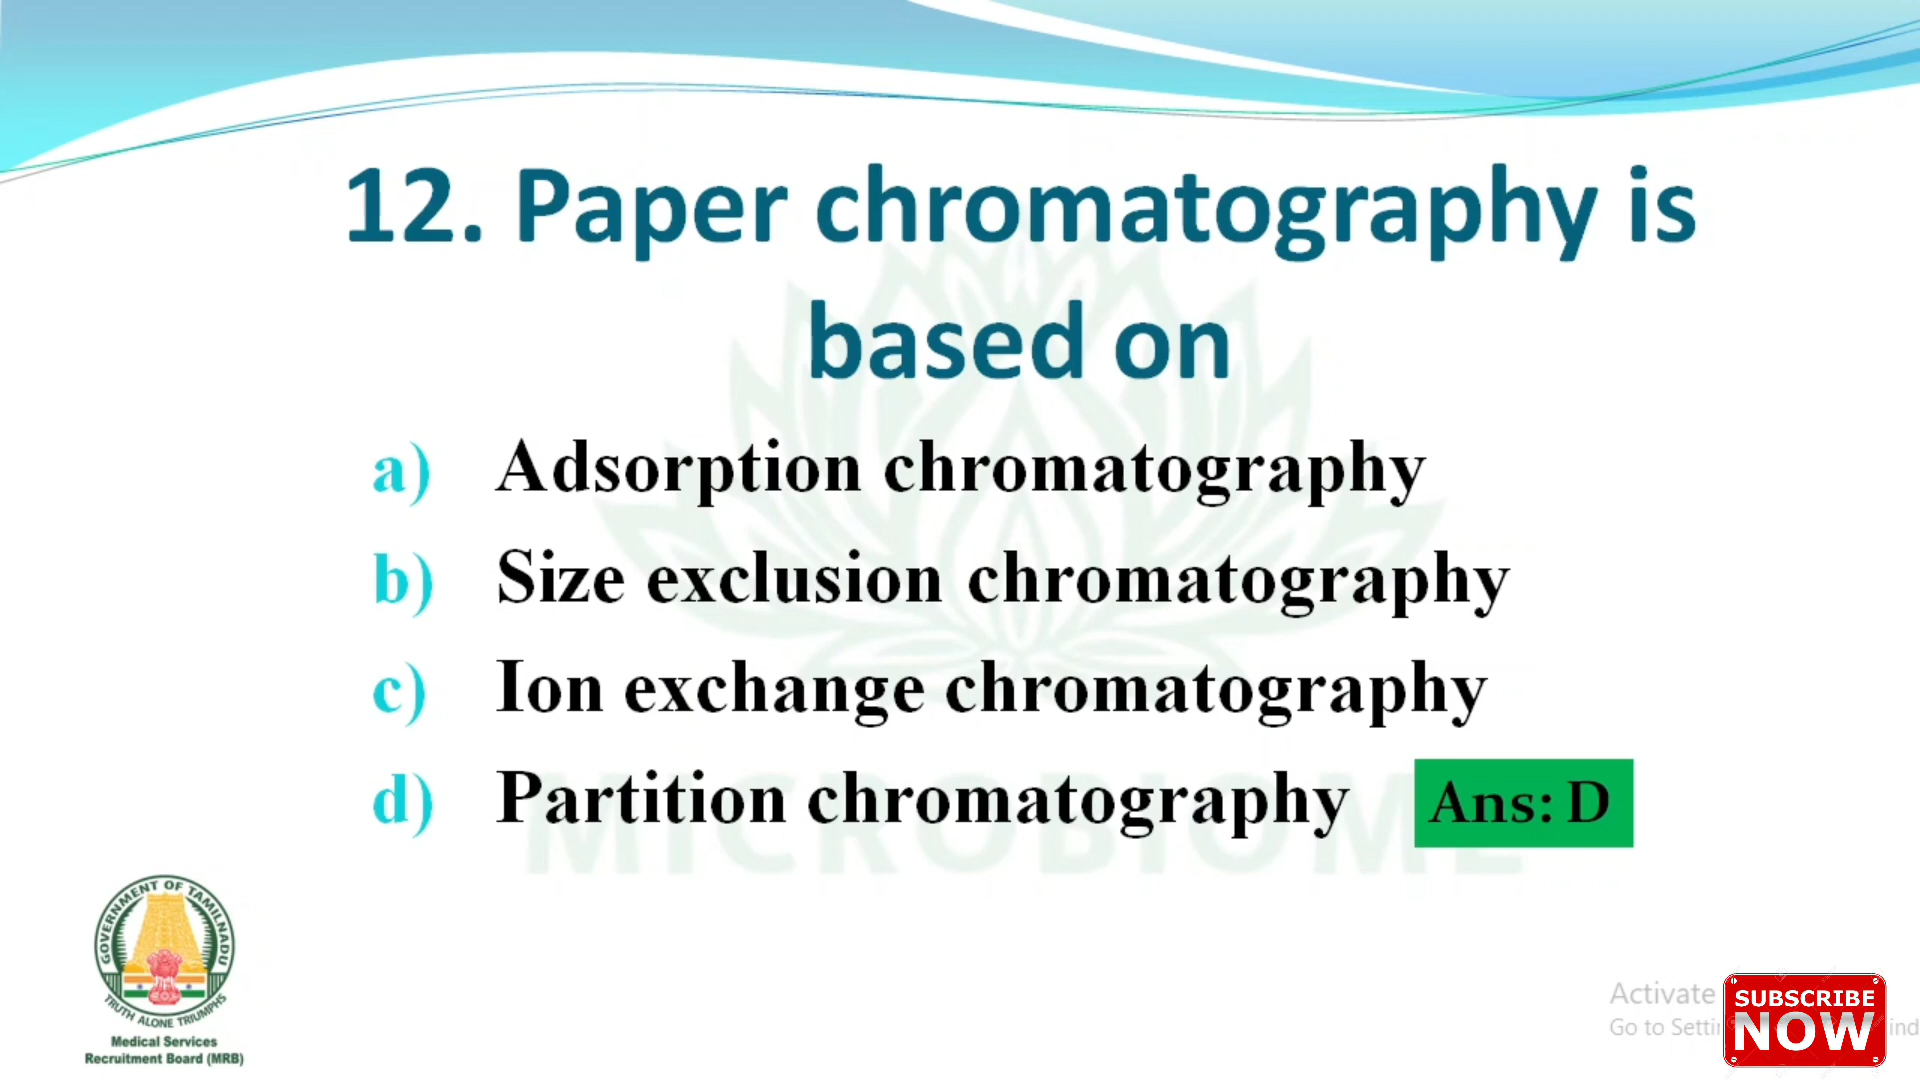 12. Paper chromatography is
based on
a) Adsorption chromatography
b) Size exclusion chromatography
c) Ion exchange chromatography
d) Partition chromatography Ans: D
MICROBIOME
GOVERNMENT OF TAMILNADU
TRUTH ALONE TRIUMPHS
Medical Services
Recruitment Board (MRB)
Activate
Go to
SUBSCRIBE
NOW